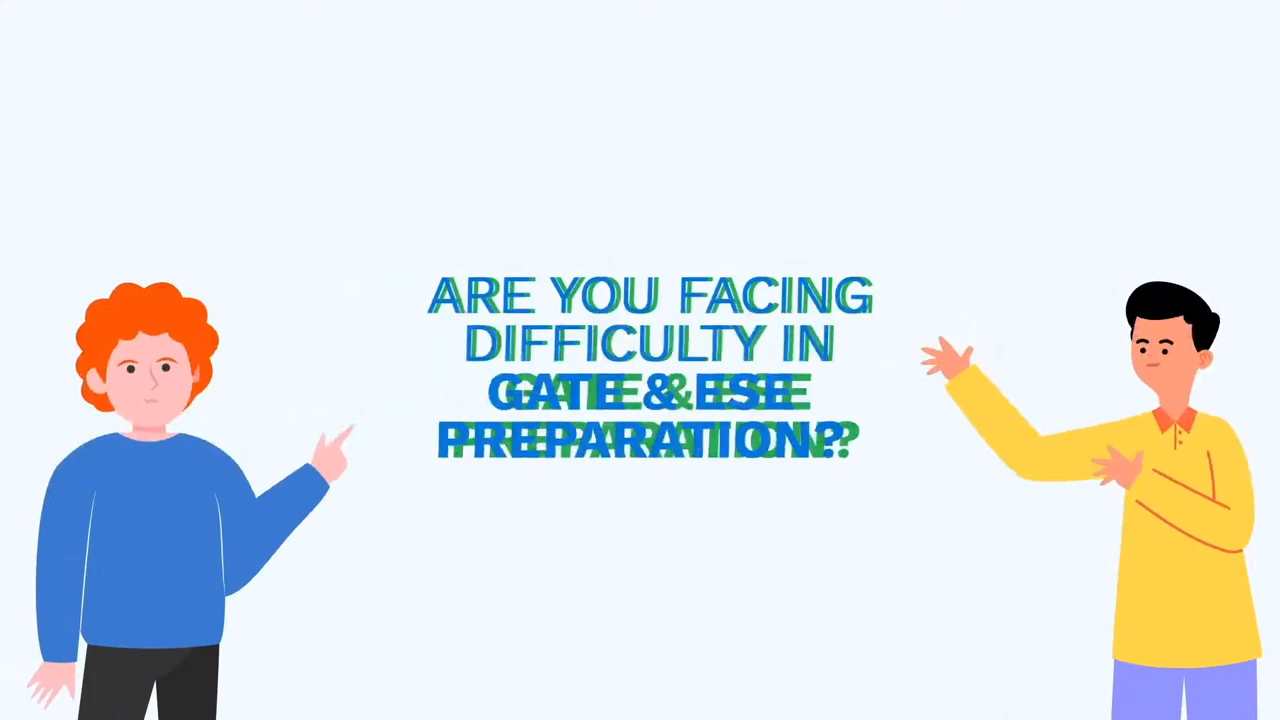 ARE YOU FACING
DIFFICULTY IN
GATE & ESE
PREPARATION?